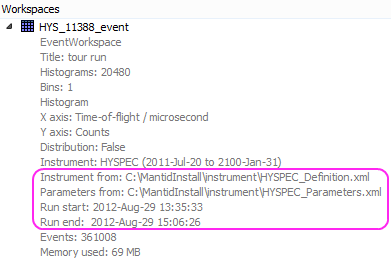 Workspaces
HYS_11388_event
EventWorkspace
Title: tour run
Histograms: 20480
Bins: 1
Histogram
X axis: Time-of-flight / microsecond
Y axis: Counts
Distribution: False
Instrument: HYSPEC (2011-Jul-20 to 2100-Jan-31)
Instrument from: C:\MantidInstall\instrument\HYSPEC_Definition.xml
Parameters from: C:\MantidInstall\instrument\HYSPEC_Parameters.xml
Run start: 2012-Aug-29 13:35:33
Run end:  2012-Aug-29 15:06:26
Events: 361008
Memory used: 69 MB